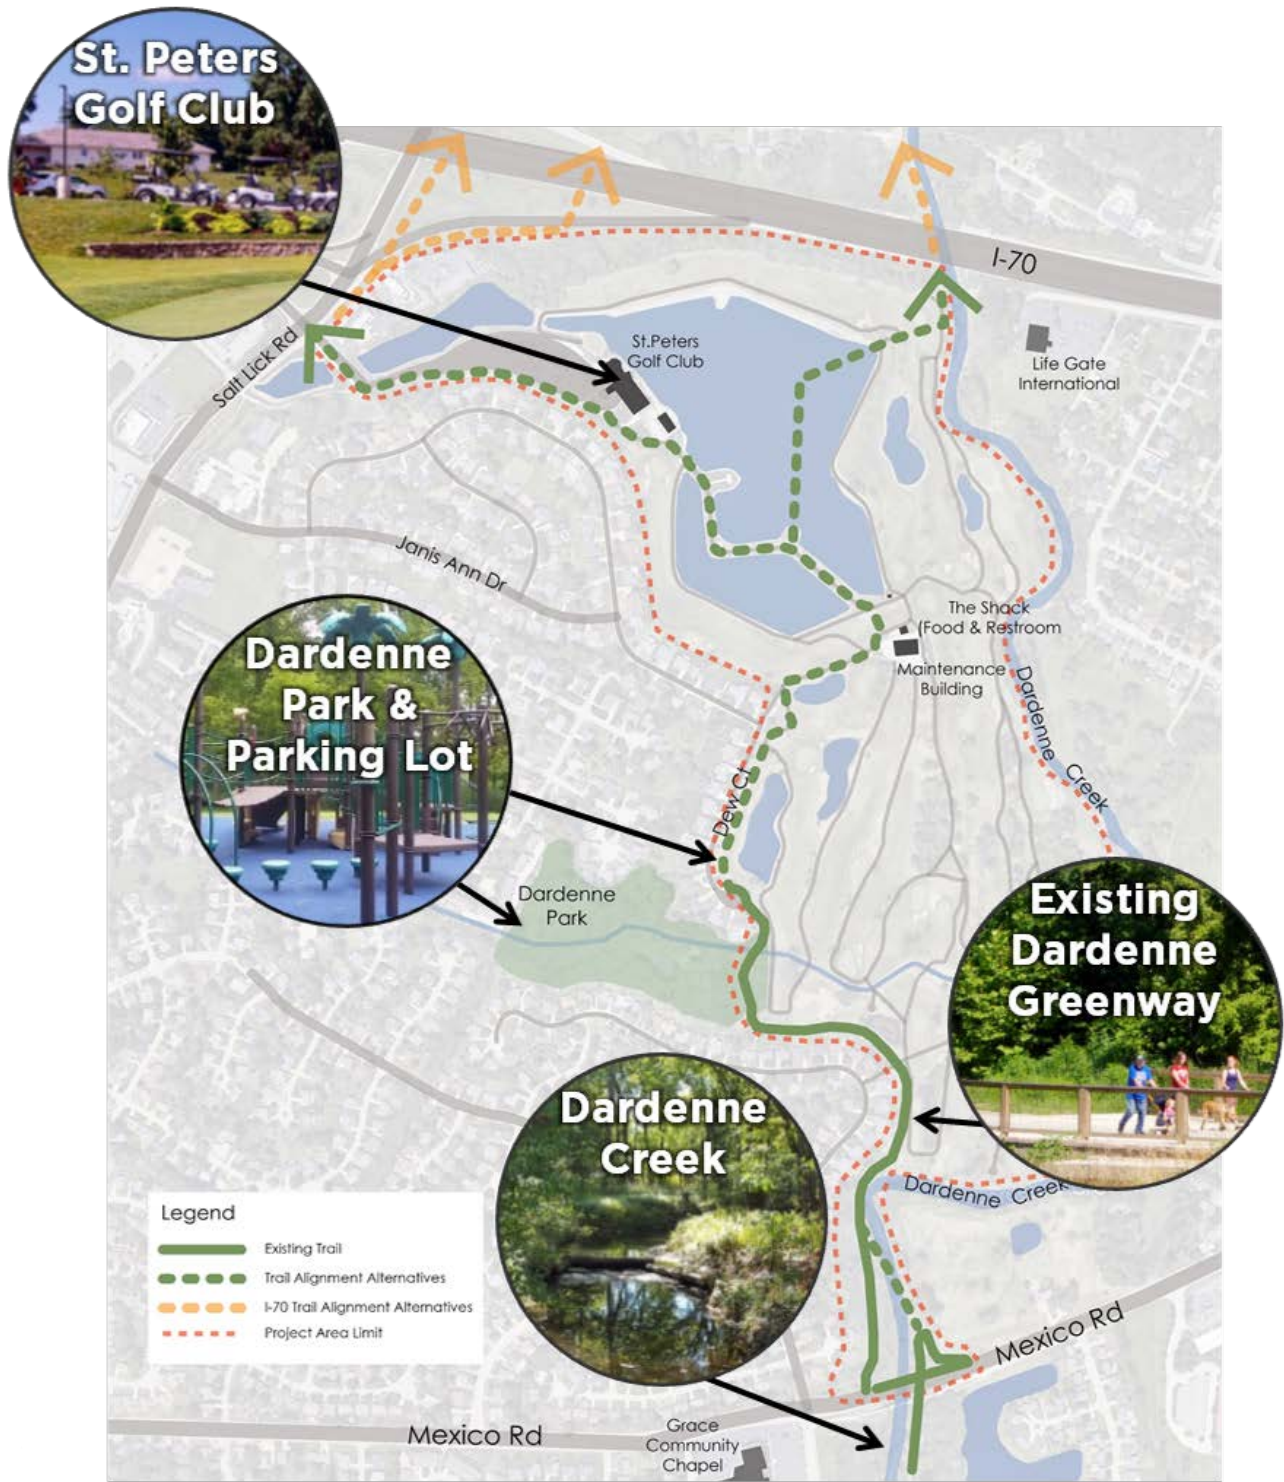 St. Peters
Golf Club
I-70
Salt Lick Rd
St.Peters
Golf Club
Life Gate
International
Janis Ann Dr
The Shack
(Food & Restroom
Maintenance
Building
Dardenne
Park &
Parking Lot
Dardenne Creek
Dew Ct
Dardenne
Park
Existing
Dardenne
Greenway
Dardenne
Creek
Dardenne Creek
Legend
Existing Trail
Trail Alignment Alternatives
I-70 Trail Alignment Alternatives
Project Area Limit
Mexico Rd
Mexico Rd
Grace
Community
Chapel